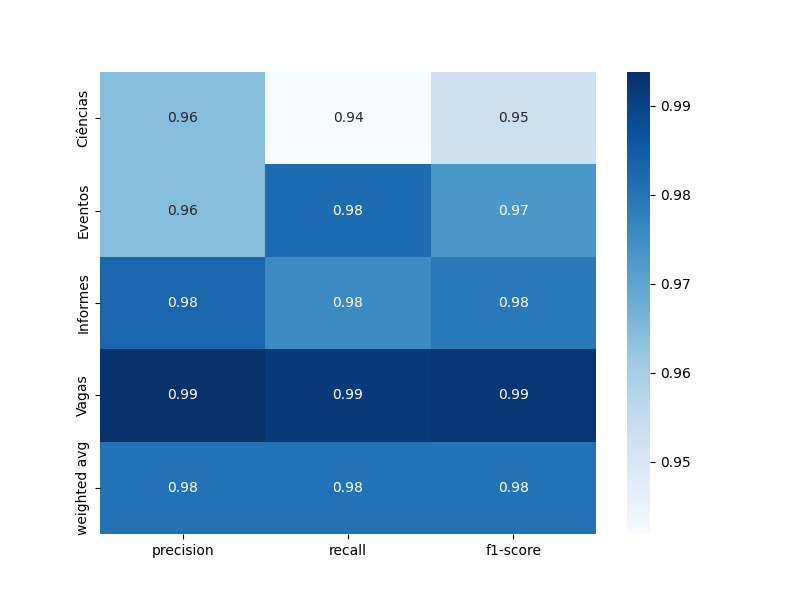 Ciências 0.96 0.94 0.95
Eventos 0.96 0.98 0.97
Informes 0.98 0.98 0.98
Vagas 0.99 0.99 0.99
weighted avg 0.98 0.98 0.98
precision recall f1-score
0.99
0.98
0.97
0.96
0.95